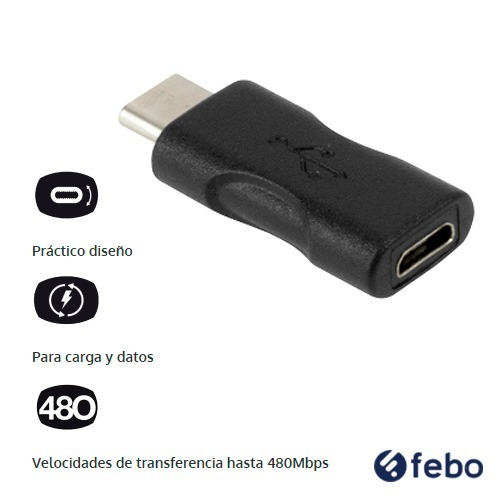 Práctico diseño
Para carga y datos
480
Velocidades de transferencia hasta 480Mbps
febo